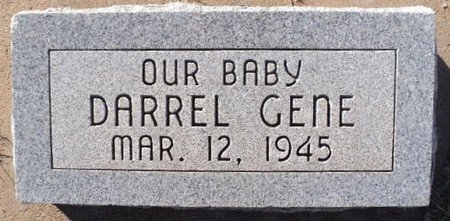 OUR BABY
DARREL GENE
MAR. 12, 1945